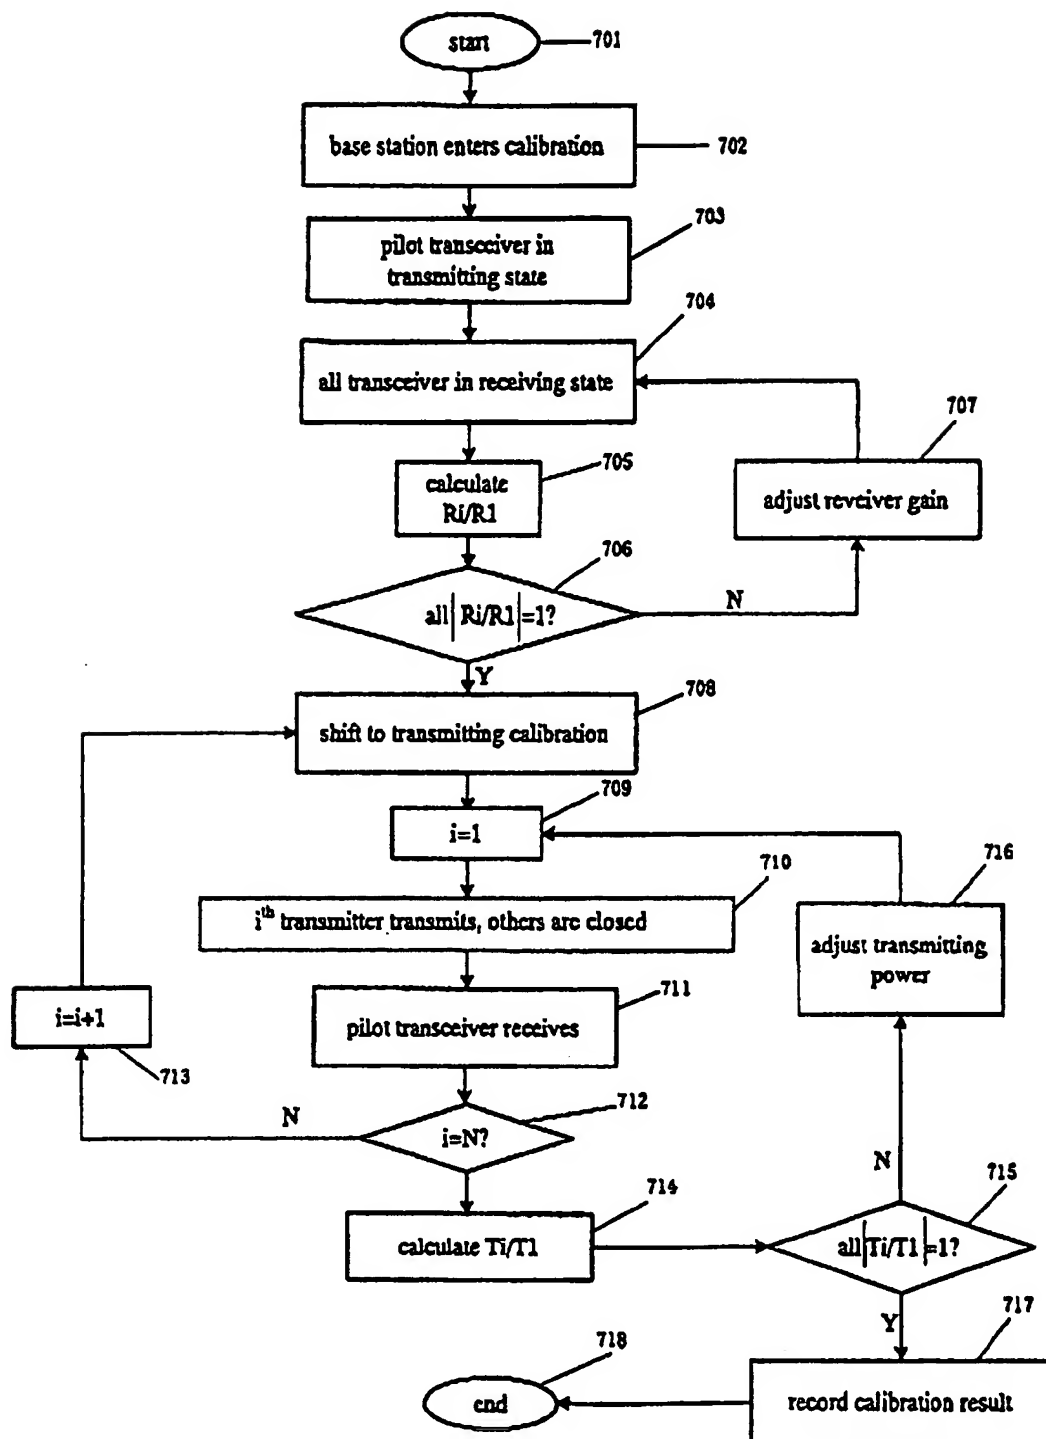 start
701
base station enters calibration
702
703
pilot transceiver in
transmitting state
704
all transceiver in receiving state
707
705
calculate
Ri/R1
adjust reveiver gain
706
all|Ri/R1|=1?
N
Y
708
shift to transmitting calibration
709
i=1
716
710
ith transmitter transmits, others are closed
adjust transmitting
power
711
i=i+1
pilot transceiver receives
713
712
N
i=N?
N
714
715
calculate Ti/T1
all|Ti/T1|=1?
717
Y
718
end
record calibration result